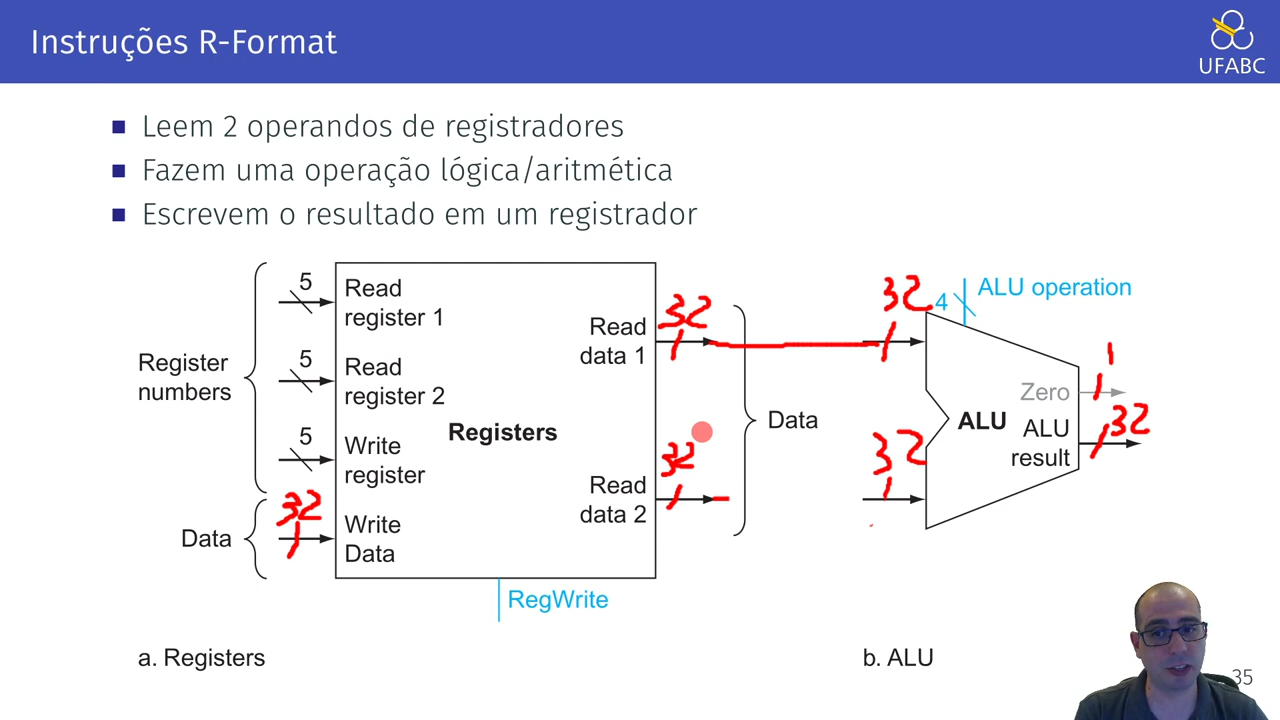 Instruções R-Format
UFABC
Leem 2 operandos de registradores
Fazem uma operação lógica/aritmética
Escrevem o resultado em um registrador
Register
numbers
Data
5
5
5
32
Read
register 1
Read
register 2
Write
register
Write
Data
Registers
Read
data 1
Read
data 2
RegWrite
32
32
Data
32
32
4
ALU operation
Zero
ALU
ALU
result
1
32
a. Registers
b. ALU
35